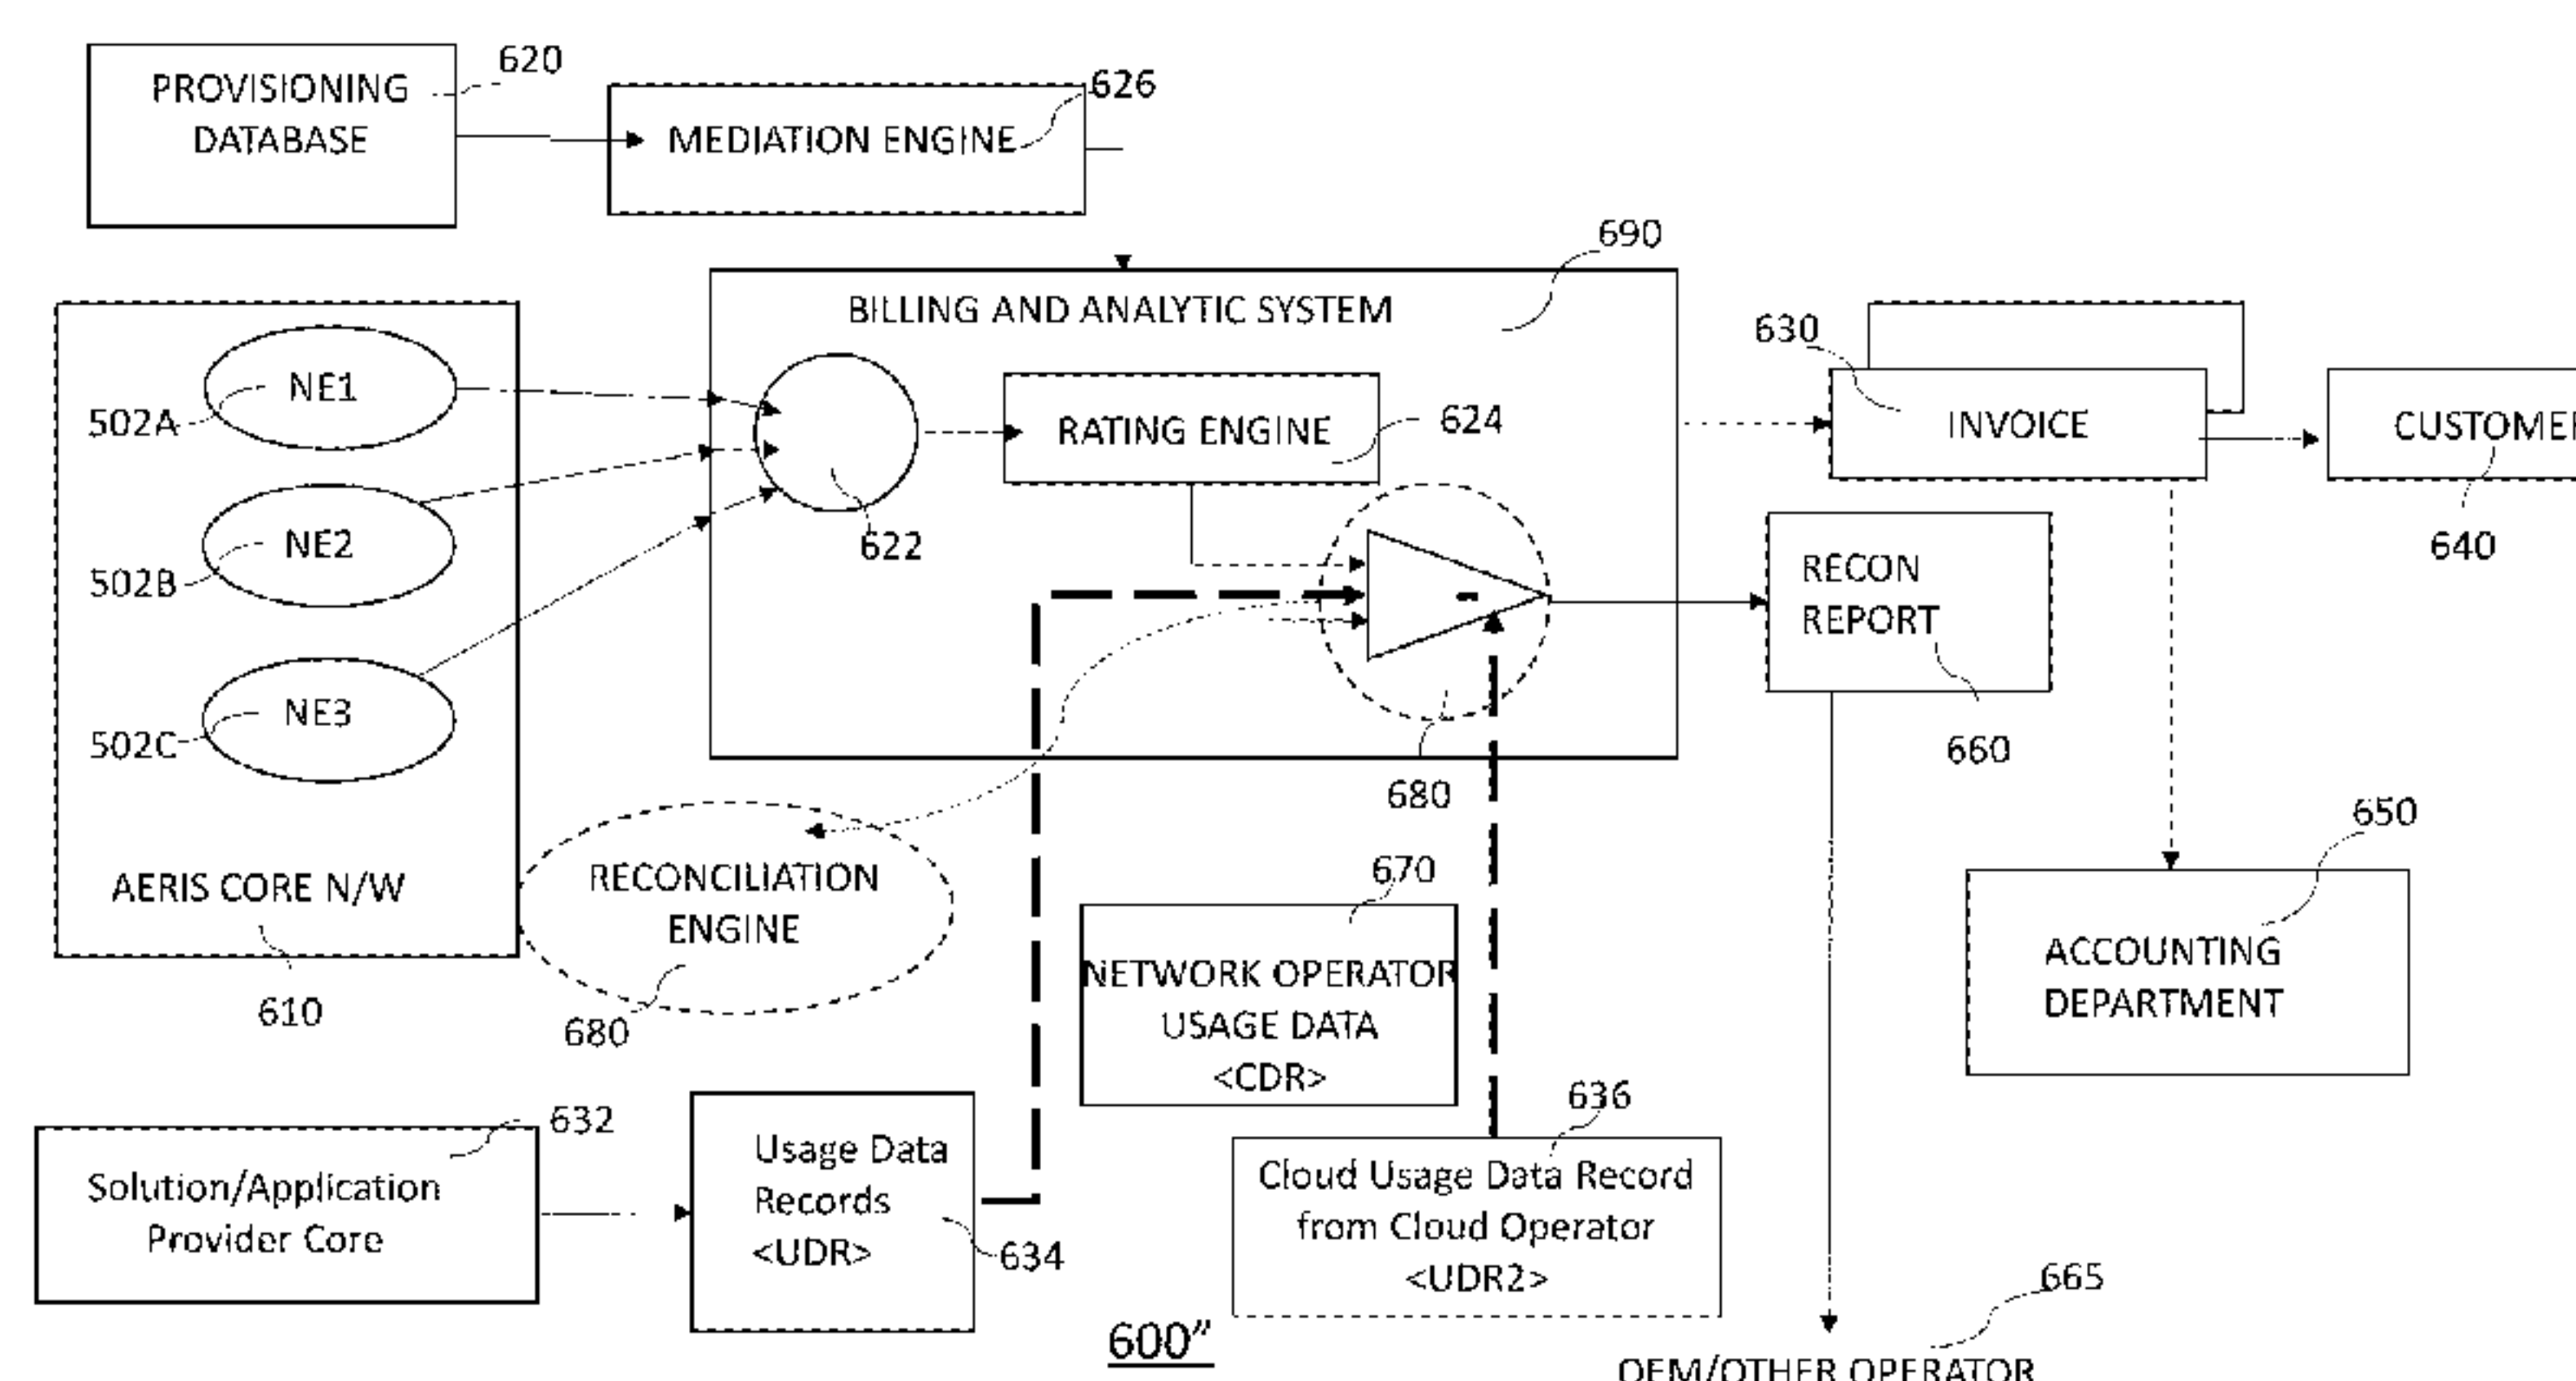 PROVISIONING
DATABASE
620
MEDIATION ENGINE
626
690
BILLING AND ANALYTIC SYSTEM
NE1
502A
NE2
502B
NE3
502C
AERIS CORE N/W
610
622
RATING ENGINE
624
-
680
630
INVOICE
CUSTOMER
640
RECON
REPORT
660
650
ACCOUNTING
DEPARTMENT
RECONCILIATION
ENGINE
680
670
NETWORK OPERATOR
USAGE DATA
<CDR>
632
Solution/Application
Provider Core
Usage Data
Records
<UDR>
634
636
Cloud Usage Data Record
from Cloud Operator
<UDR2>
600”
665
OEM/OTHER OPERATOR